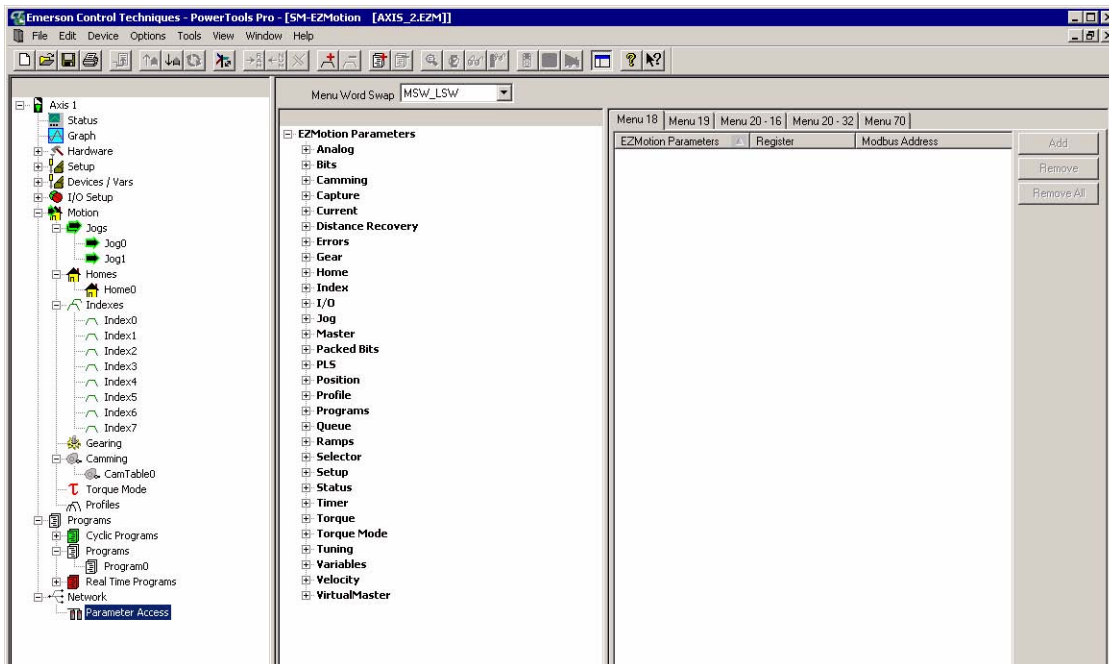 Emerson Control Techniques - PowerTools Pro - [SM-EZMotion [AXIS_2.EZM]]
File Edit Device Options Tools View Window Help
Menu Word Swap MSW_LSW
Axis 1
Status
Graph
Hardware
Setup
Devices / Vars
I/O Setup
Motion
Jogs
Jog0
Jog1
Homes
Home0
Indexes
Index0
Index1
Index2
Index3
Index4
Index5
Index6
Index7
Gearing
Camming
CamTable0
Torque Mode
Profiles
Programs
Cyclic Programs
Programs
Program0
Real Time Programs
Network
Parameter Access
EZMotion Parameters
Analog
Bits
Camming
Capture
Current
Distance Recovery
Errors
Gear
Home
Index
I/O
Jog
Master
Packed Bits
PLS
Position
Profile
Programs
Queue
Ramps
Selector
Setup
Status
Timer
Torque
Torque Mode
Tuning
Variables
Velocity
VirtualMaster
Menu 18 Menu 19 Menu 20 - 16 Menu 20 - 32 Menu 70
EZMotion Parameters Register Modbus Address
Add
Remove
Remove All